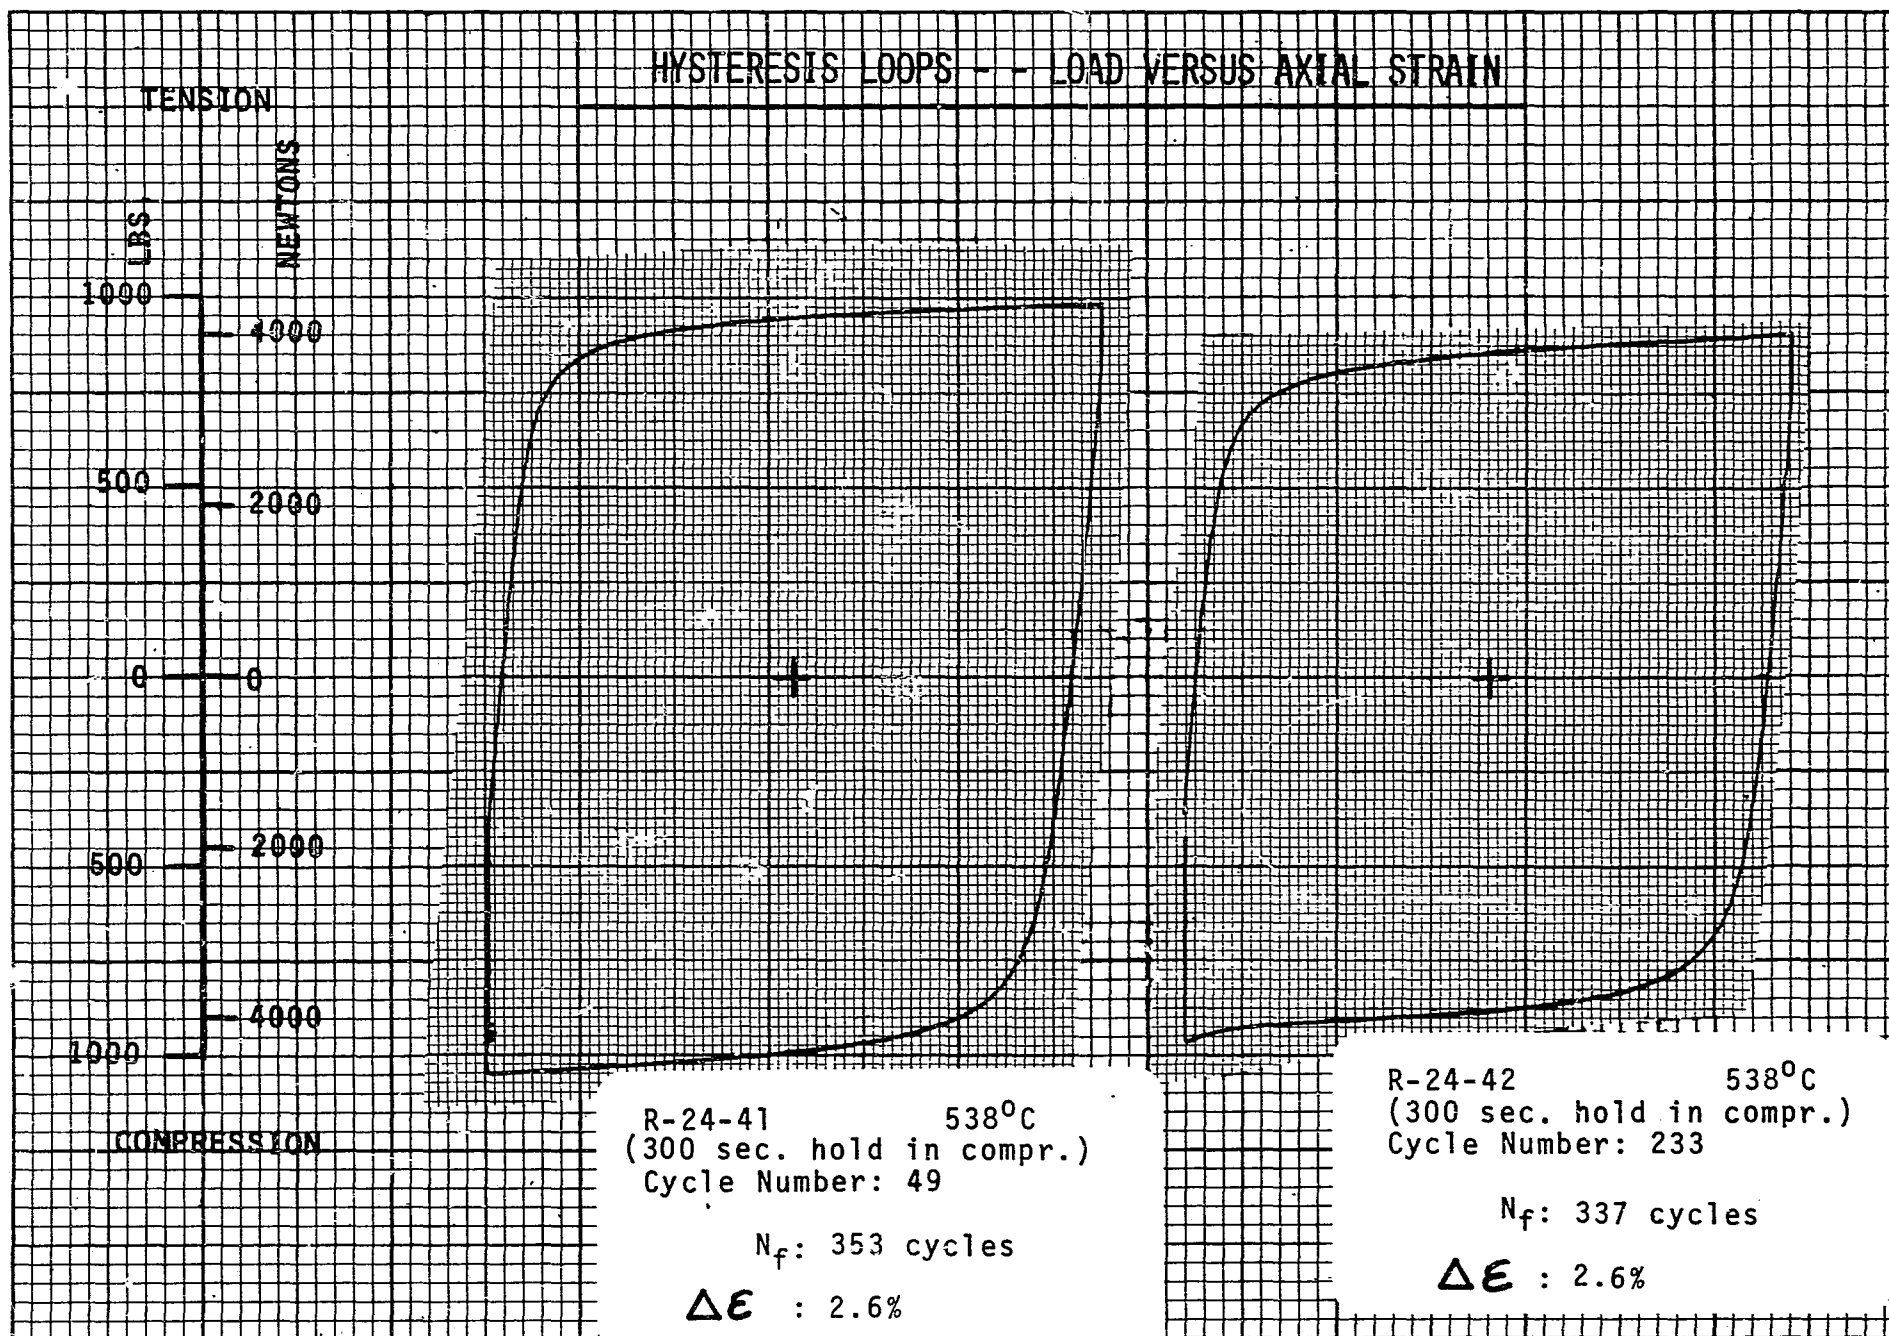 HYSTERESIS LOOPS - - LOAD VERSUS AXIAL STRAIN
TENSION
LBS.
NEWTONS
1000
4000
500
2000
0
0
2000
500
4000
1000
COMPRESSION
R-24-41 538°C
(300 sec. hold in compr.)
Cycle Number: 49
Nf: 353 cycles
Δε : 2.6%
R-24-42 538°C
(300 sec. hold in compr.)
Cycle Number: 233
Nf: 337 cycles
Δε : 2.6%